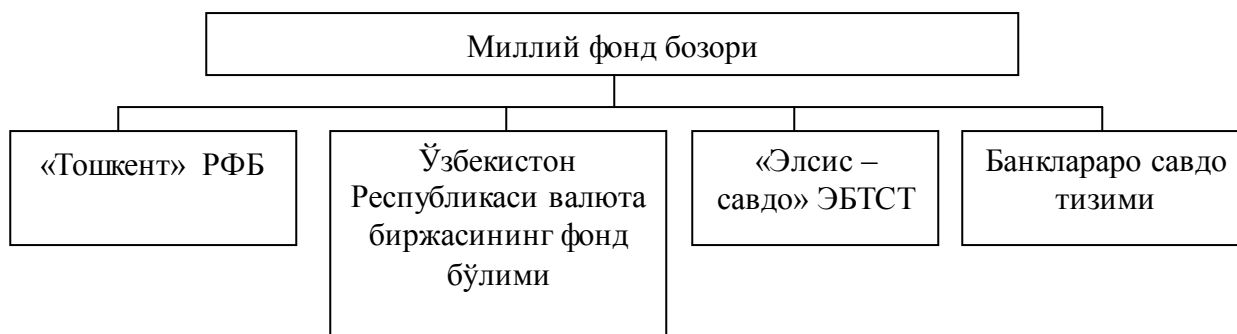 Миллий фонд бозори
«Тошкент» РФБ
Ўзбекистон
Республикаси валюта
биржасининг фонд
бўлими
«Элсис –
савдо» ЭБТСТ
Банклараро савдо
тизими